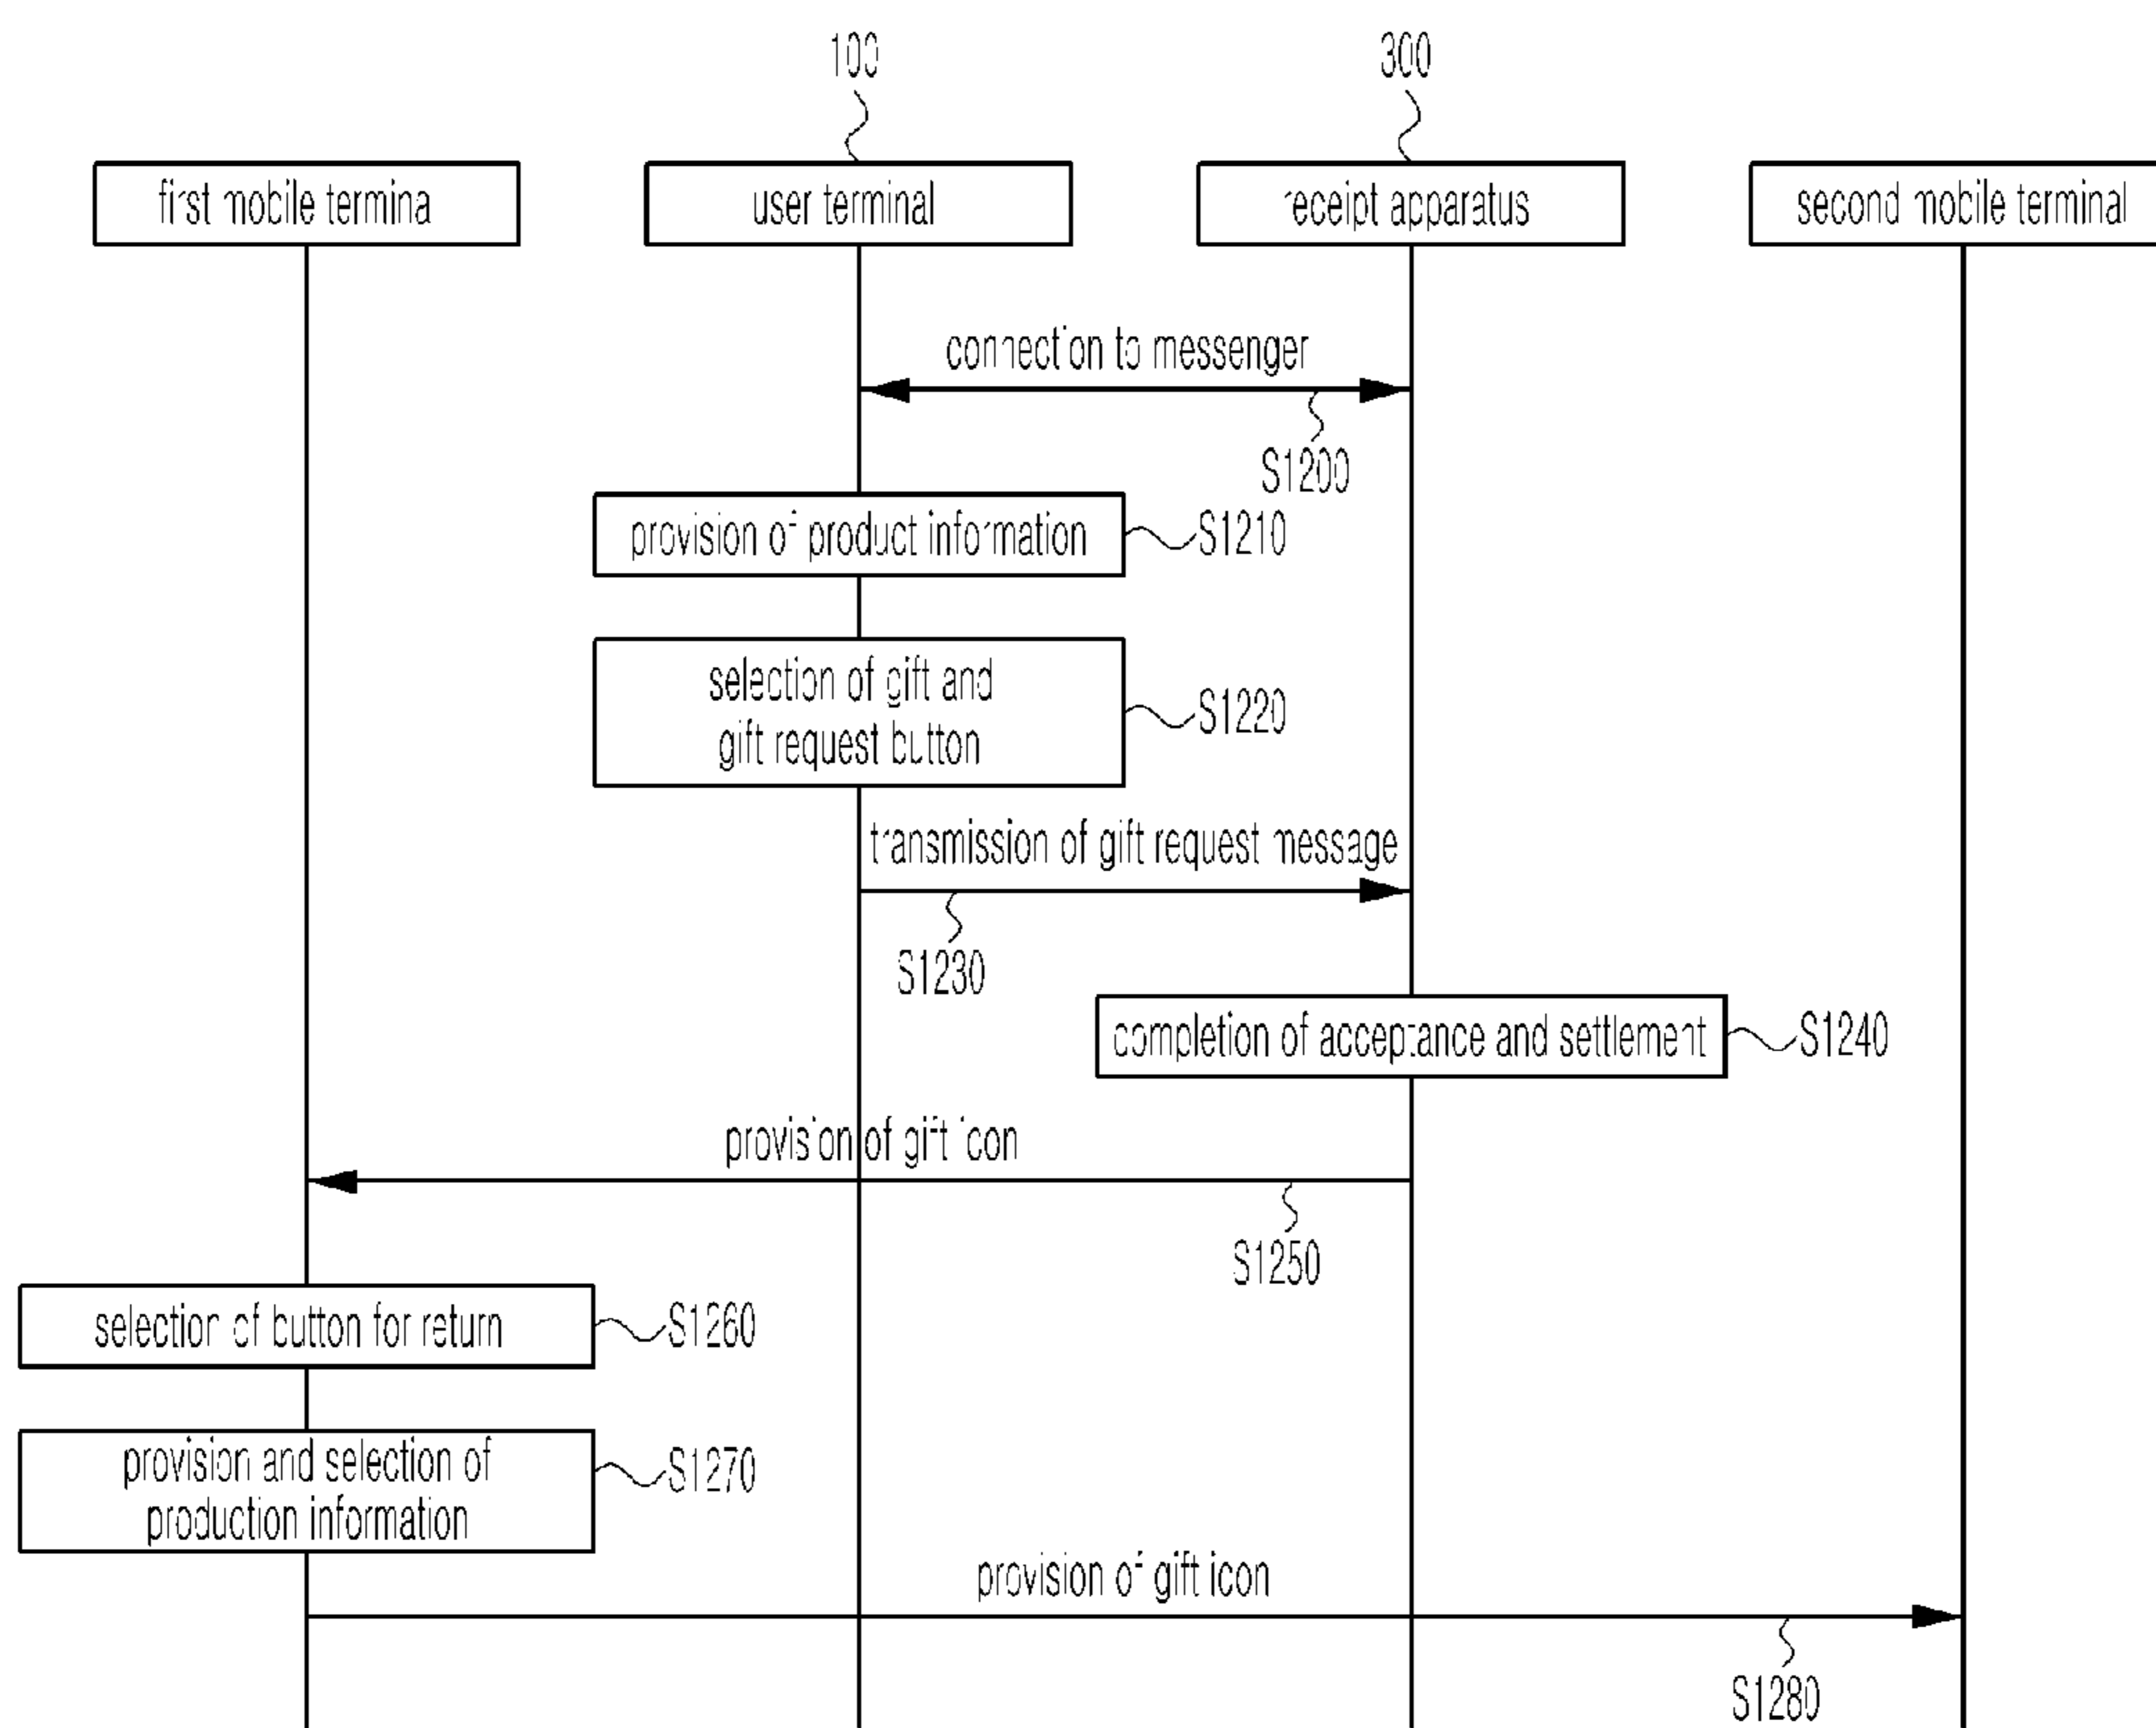 100
300
first mobile termina
user terminal
receipt apparatus
second mobile terminal
connection to messenger
S1200
provision of product information
S1210
selection of gift and
gift request button
S1220
transmission of gift request message
S1230
completion of acceptance and settlement
S1240
provision of gift icon
S1250
selection of button for return
S1260
provision and selection of
production information
S1270
provision of gift icon
S1280